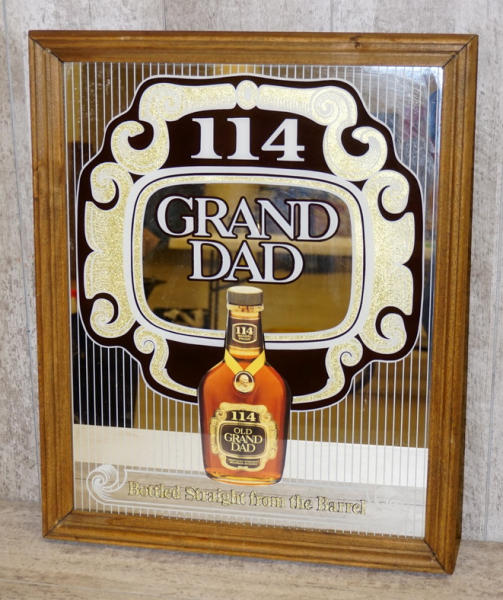 114
GRAND
DAD
114
114
OLD
GRAND
DAD
Bottled Straight from the Barrel